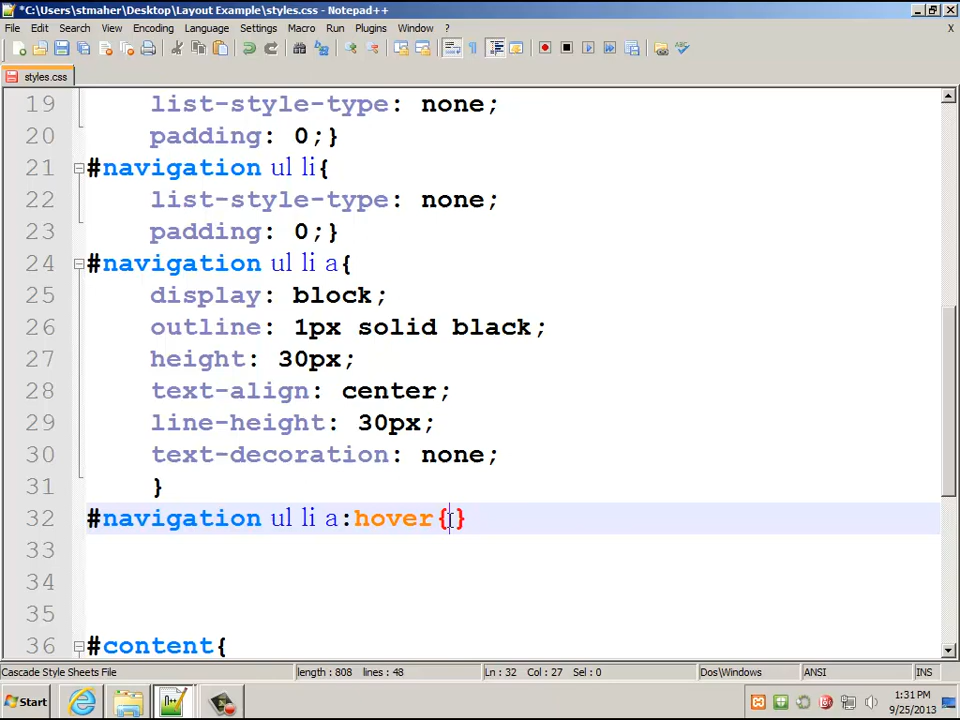 *C:\Users\stmaher\Desktop\Layout Example\styles.css - Notepad++
File Edit Search View Encoding Language Settings Macro Run Plugins Window ? X
styles.css
19 list-style-type: none;
20 padding: 0;}
21 #navigation ul li{
22 list-style-type: none;
23 padding: 0;}
24 #navigation ul li a{
25 display: block;
26 outline: 1px solid black;
27 height: 30px;
28 text-align: center;
29 line-height: 30px;
30 text-decoration: none;
31 }
32 #navigation ul li a:hover{}
33
34
35
36 #content{
Cascade Style Sheets File length : 808 lines : 48 Ln : 32 Col : 27 Sel : 0 Dos\Windows ANSI INS
Start 1:31 PM
9/25/2013